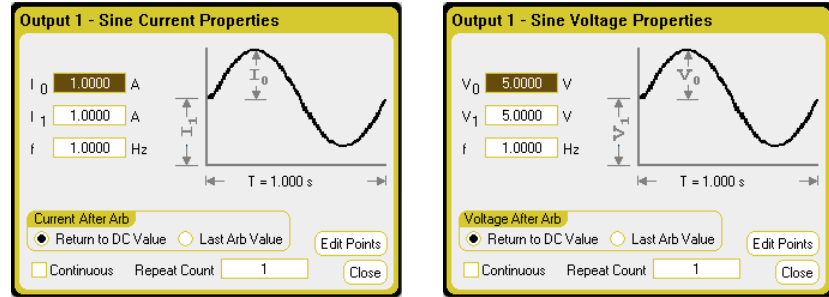 Output 1 - Sine Current Properties
I 0 1.0000 A
I 1 1.0000 A
f 1.0000 Hz
I0
I1
T = 1.000 s
Current After Arb
Return to DC Value Last Arb Value
Edit Points
Continuous Repeat Count 1
Close
Output 1 - Sine Voltage Properties
V0 5.0000 V
V1 5.0000 V
f 1.0000 Hz
V0
V1
T = 1.000 s
Voltage After Arb
Return to DC Value Last Arb Value
Edit Points
Continuous Repeat Count 1
Close